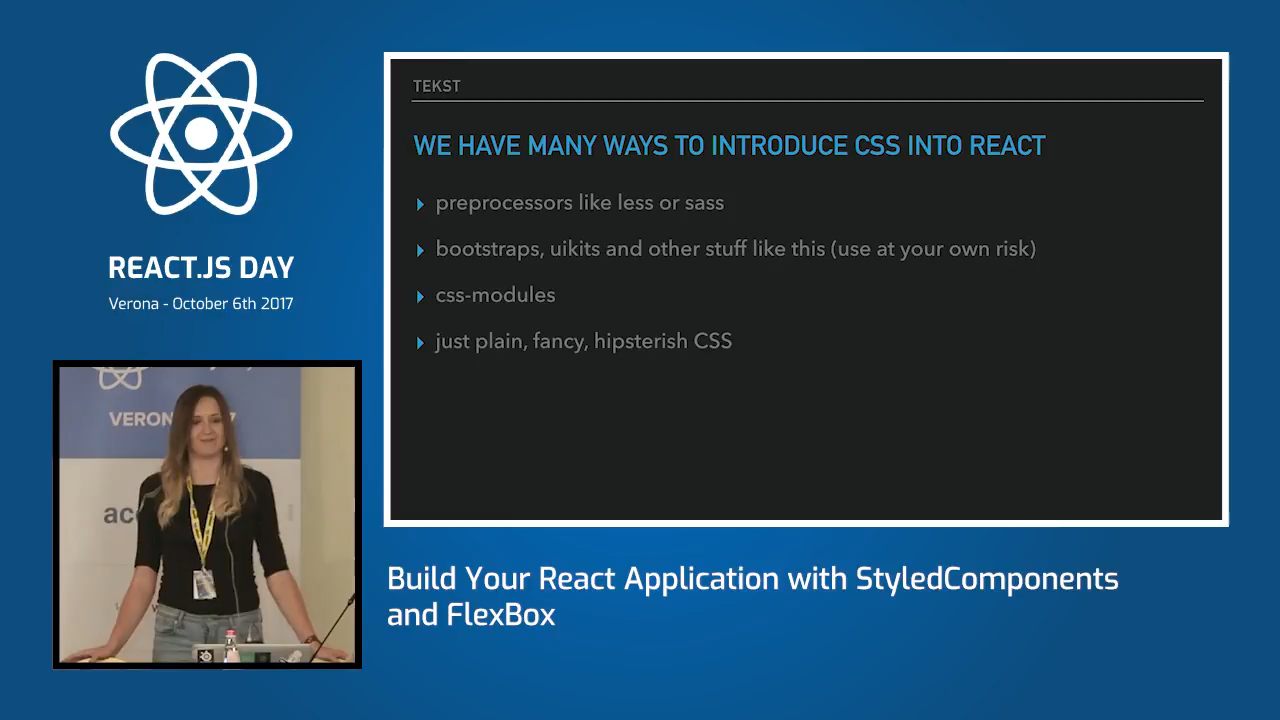 REACT.JS DAY
Verona - October 6th 2017
TEKST
WE HAVE MANY WAYS TO INTRODUCE CSS INTO REACT
preprocessors like less or sass
bootstraps, uikits and other stuff like this (use at your own risk)
css-modules
just plain, fancy, hipsterish CSS
VERON
7
acc
Build Your React Application with StyledComponents
and FlexBox